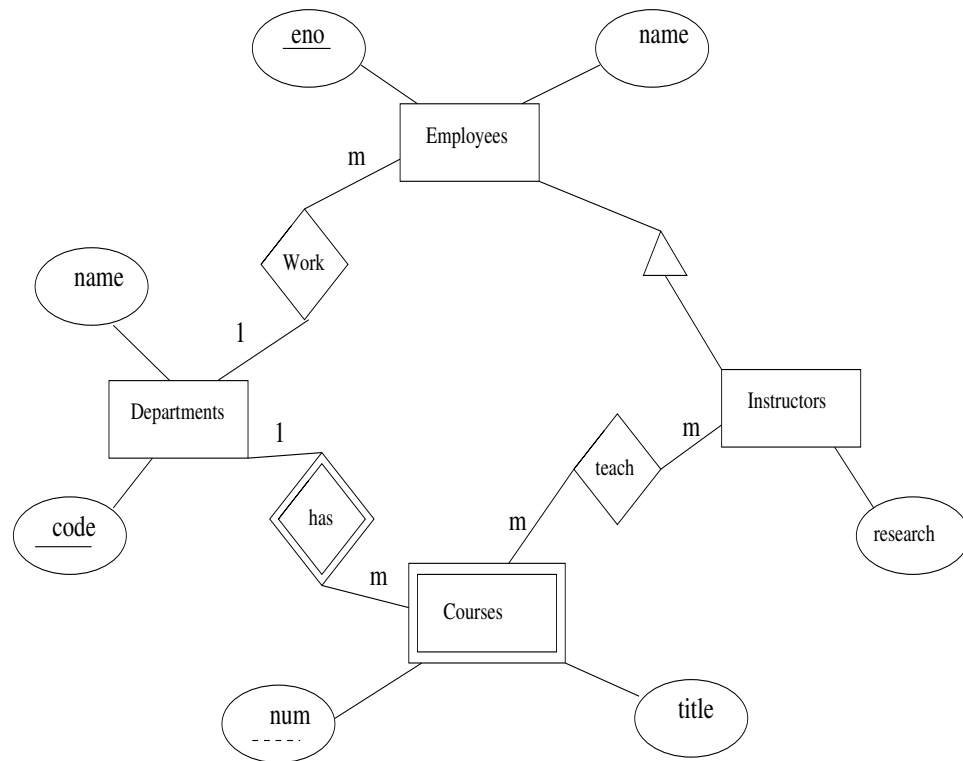 eno
name
Employees
m
Work
name
1
Departments
Instructors
1
m
teach
code
has
m
research
m
Courses
num
title